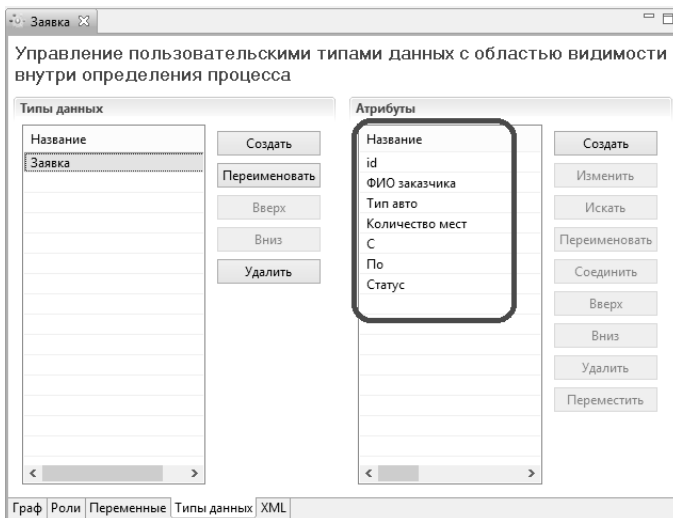 Заявка
Управление пользовательскими типами данных с областью видимости
внутри определения процесса
Типы данных
Название
Заявка
Создать
Переименовать
Вверх
Вниз
Удалить
Атрибуты
Название
id
ФИО заказчика
Тип авто
Количество мест
С
По
Статус
Создать
Изменить
Искать
Переименовать
Соединить
Вверх
Вниз
Удалить
Переместить
Граф Роли Переменные Типы данных XML